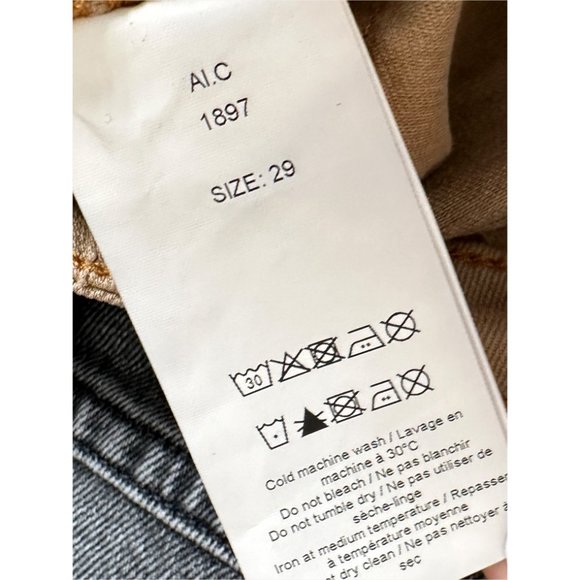 AI.C
1897
SIZE: 29
30
Cold machine wash / Lavage en
machine à 30°C
Do not bleach / Ne pas blanchir
Do not tumble dry / Ne pas utiliser de
sèche-linge
Iron at medium temperature / Repasser
à température moyenne
dry clean / Ne pas nettoyer à
sec